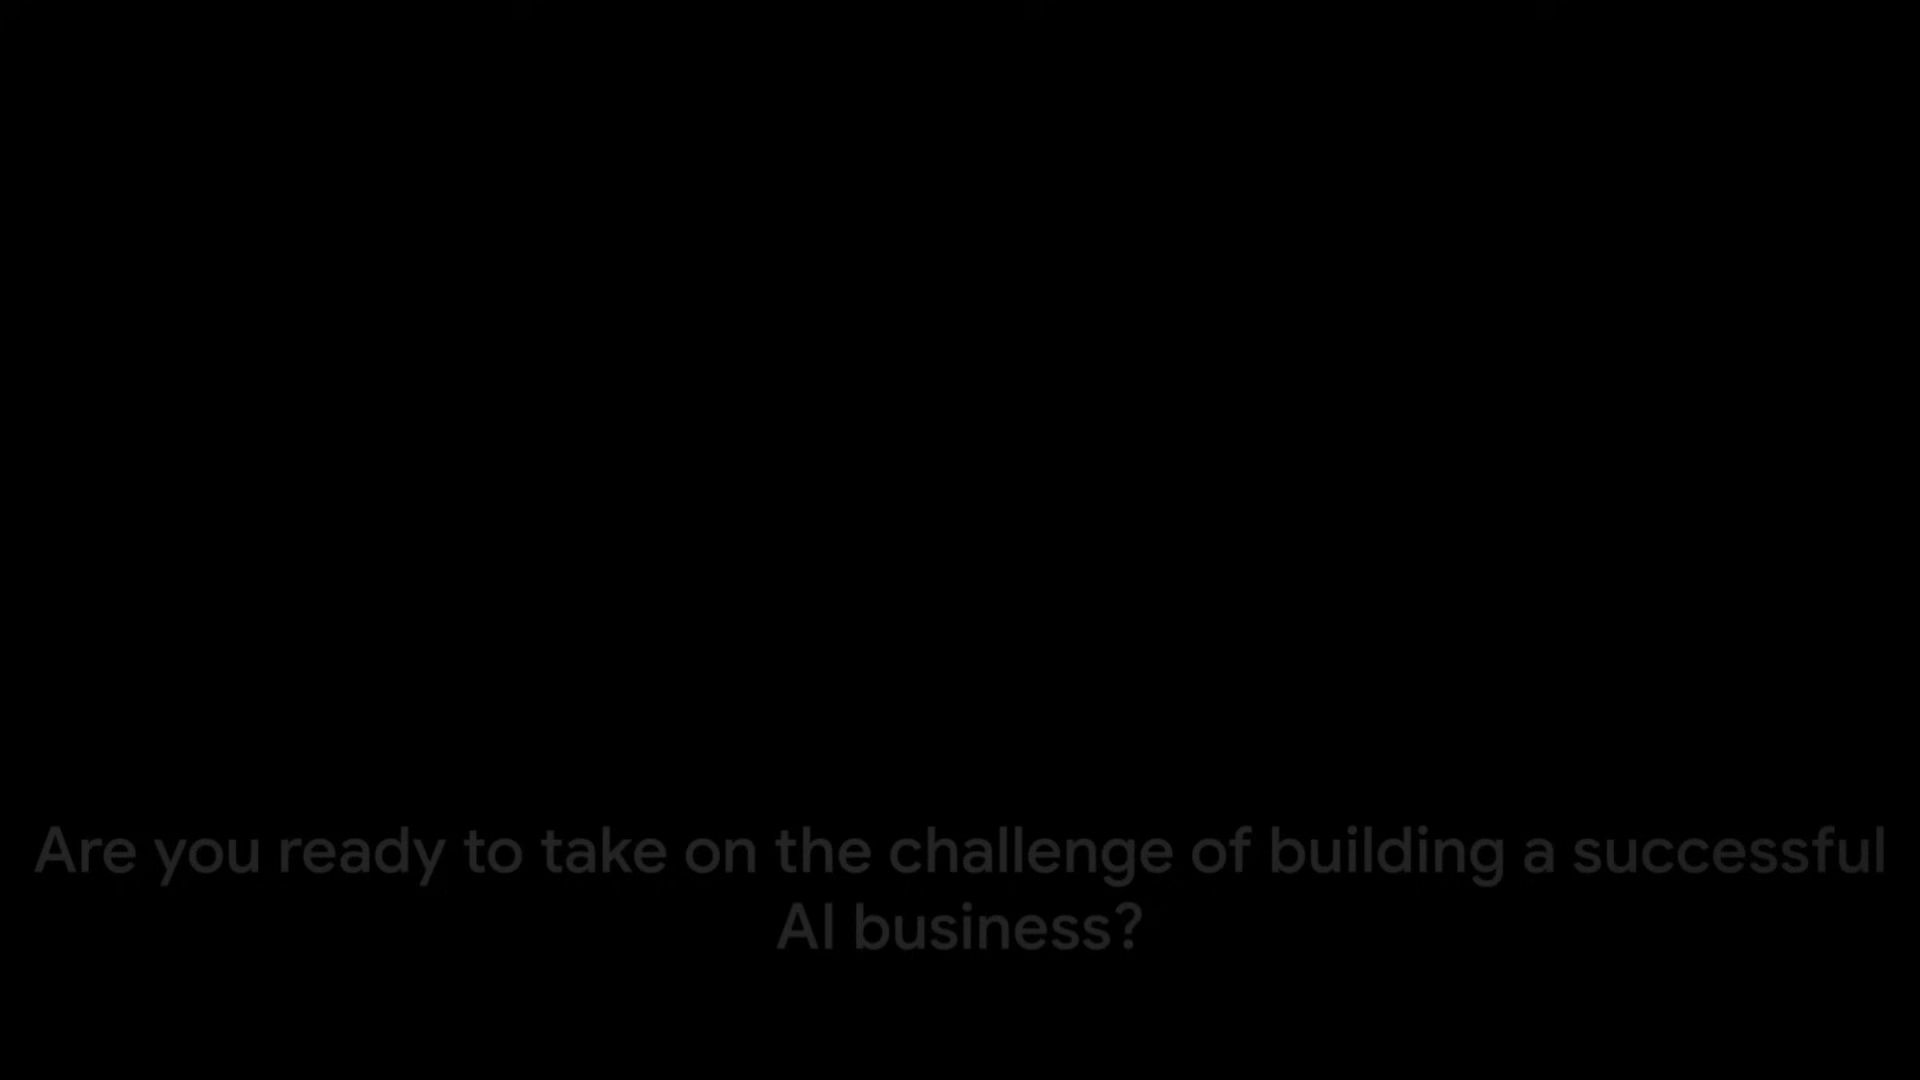 Are you ready to take on the challenge of building a successful
AI business?